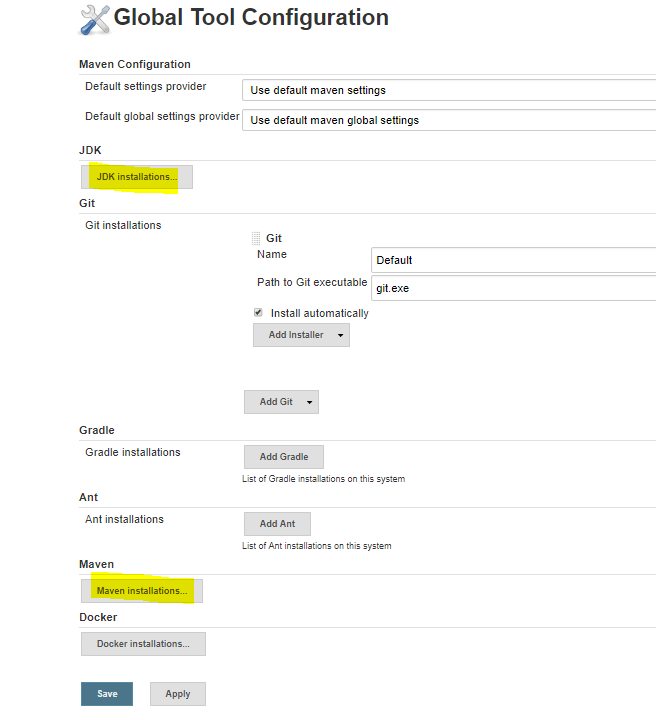 Global Tool Configuration
Maven Configuration
Default settings provider
Use default maven settings
Default global settings provider
Use default maven global settings
JDK
JDK installations...
Git
Git installations
Git
Name
Default
Path to Git executable
git.exe
Install automatically
Add Installer
Add Git
Gradle
Gradle installations
Add Gradle
List of Gradle installations on this system
Ant
Ant installations
Add Ant
List of Ant installations on this system
Maven
Maven installations...
Docker
Docker installations...
Save
Apply